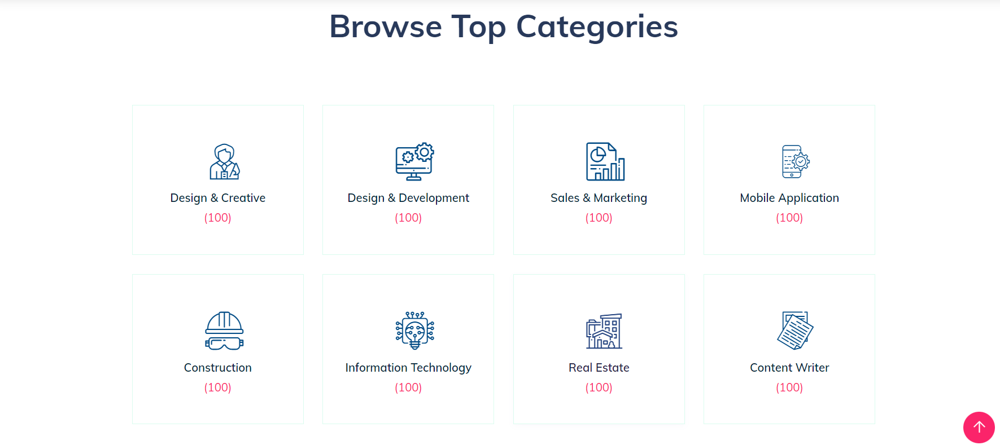 Browse Top Categories
Design & Creative
(100)
Design & Development
(100)
Sales & Marketing
(100)
Mobile Application
(100)
Construction
(100)
Information Technology
(100)
Real Estate
(100)
Content Writer
(100)